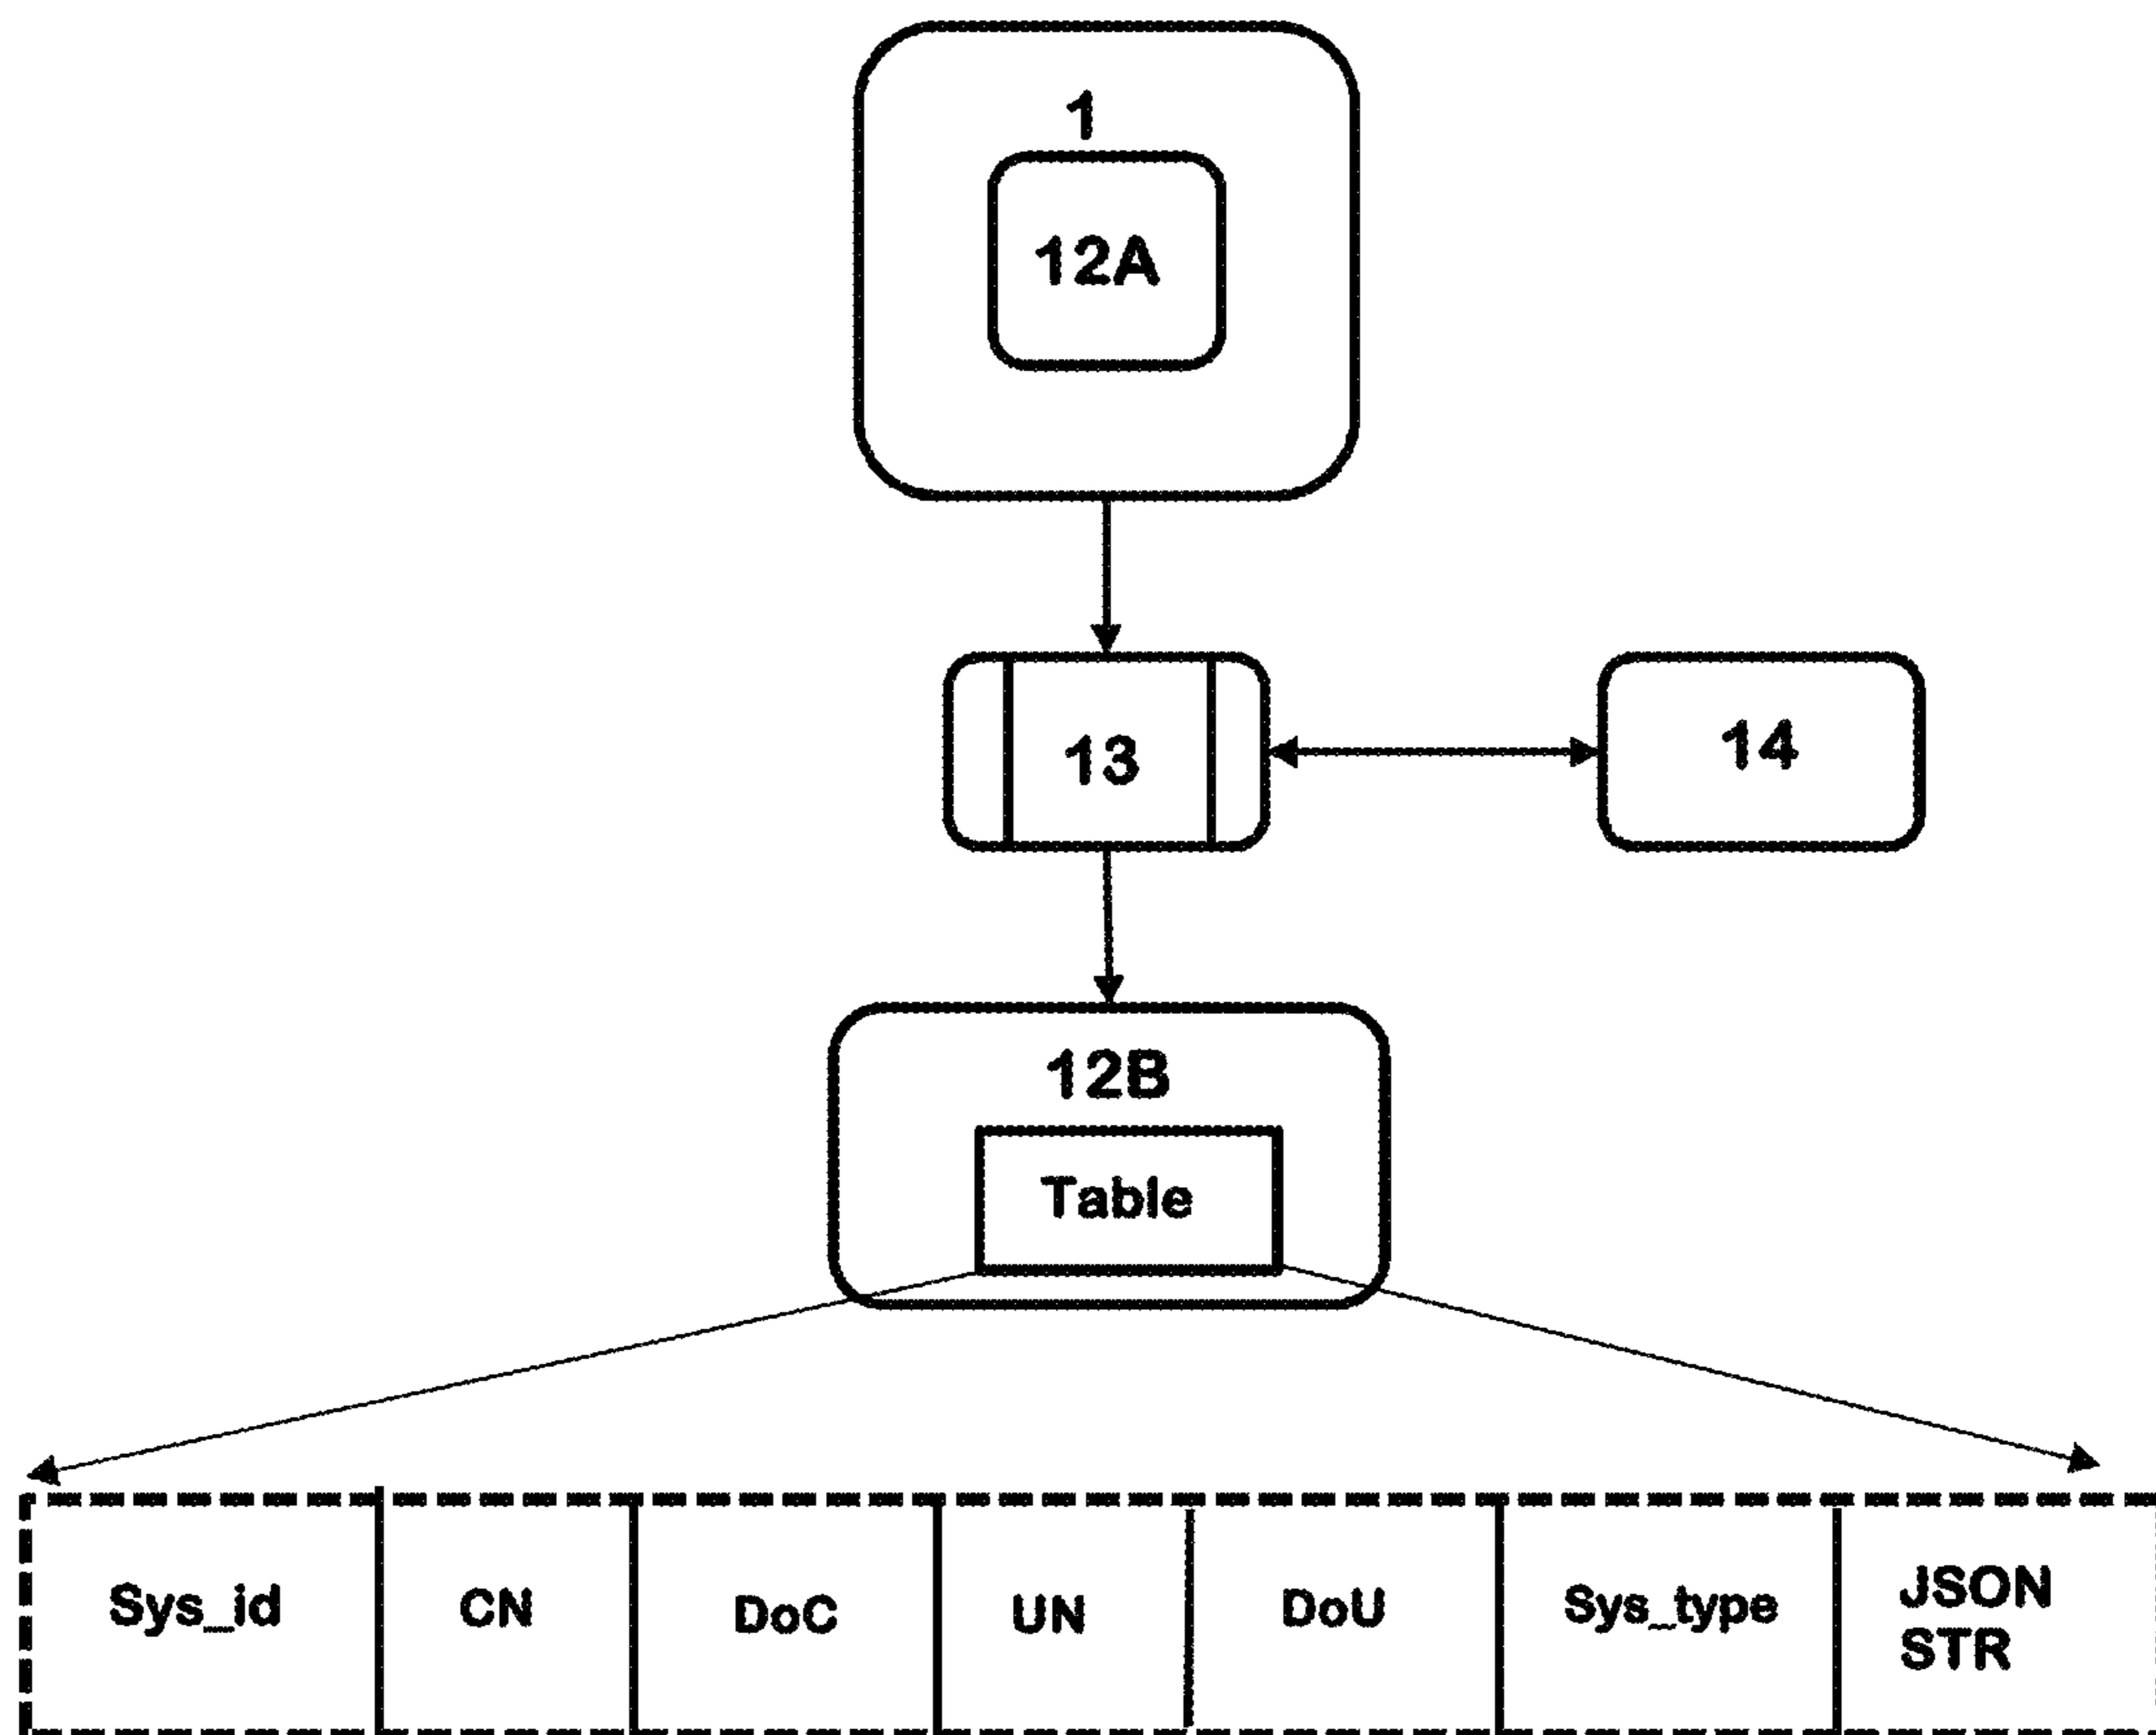 1
12A
13
14
12B
Table
Sys_id CN DoC UN DoU Sys_type JSON
STR